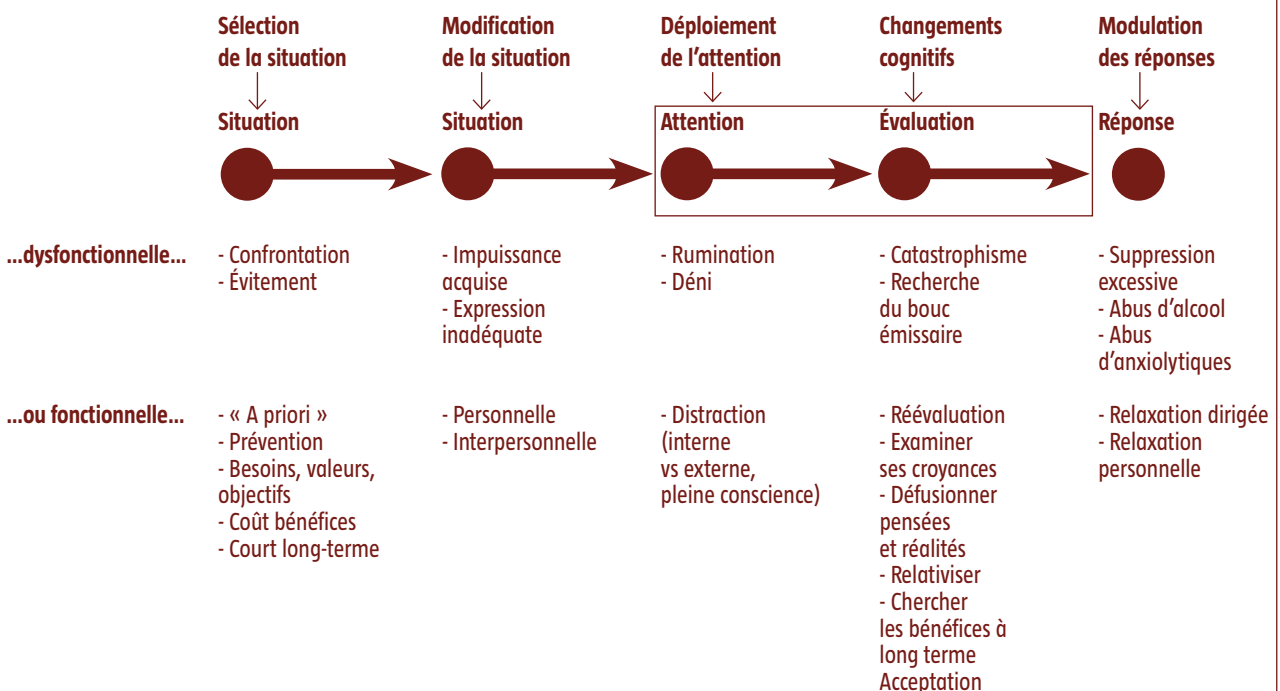 Sélection
de la situation
Modification
de la situation
Déploiement
de l'attention
Changements
cognitifs
Modulation
des réponses
Situation
Situation
Attention
Évaluation
Réponse
...dysfonctionnelle...
- Confrontation
- Évitement
- Impuissance
acquise
- Expression
inadéquate
- Rumination
- Déni
- Catastrophisme
- Recherche
du bouc
émissaire
- Suppression
excessive
- Abus d'alcool
- Abus
d'anxiolytiques
...ou fonctionnelle...
- « A priori »
- Prévention
- Besoins, valeurs,
objectifs
- Coût bénéfices
- Court long-terme
- Personnelle
- Interpersonnelle
- Distraction
(interne
vs externe,
pleine conscience)
- Réévaluation
- Examiner
ses croyances
- Défusionner
pensées
et réalités
- Relativiser
- Chercher
les bénéfices à
long terme
Acceptation
- Relaxation dirigée
- Relaxation
personnelle